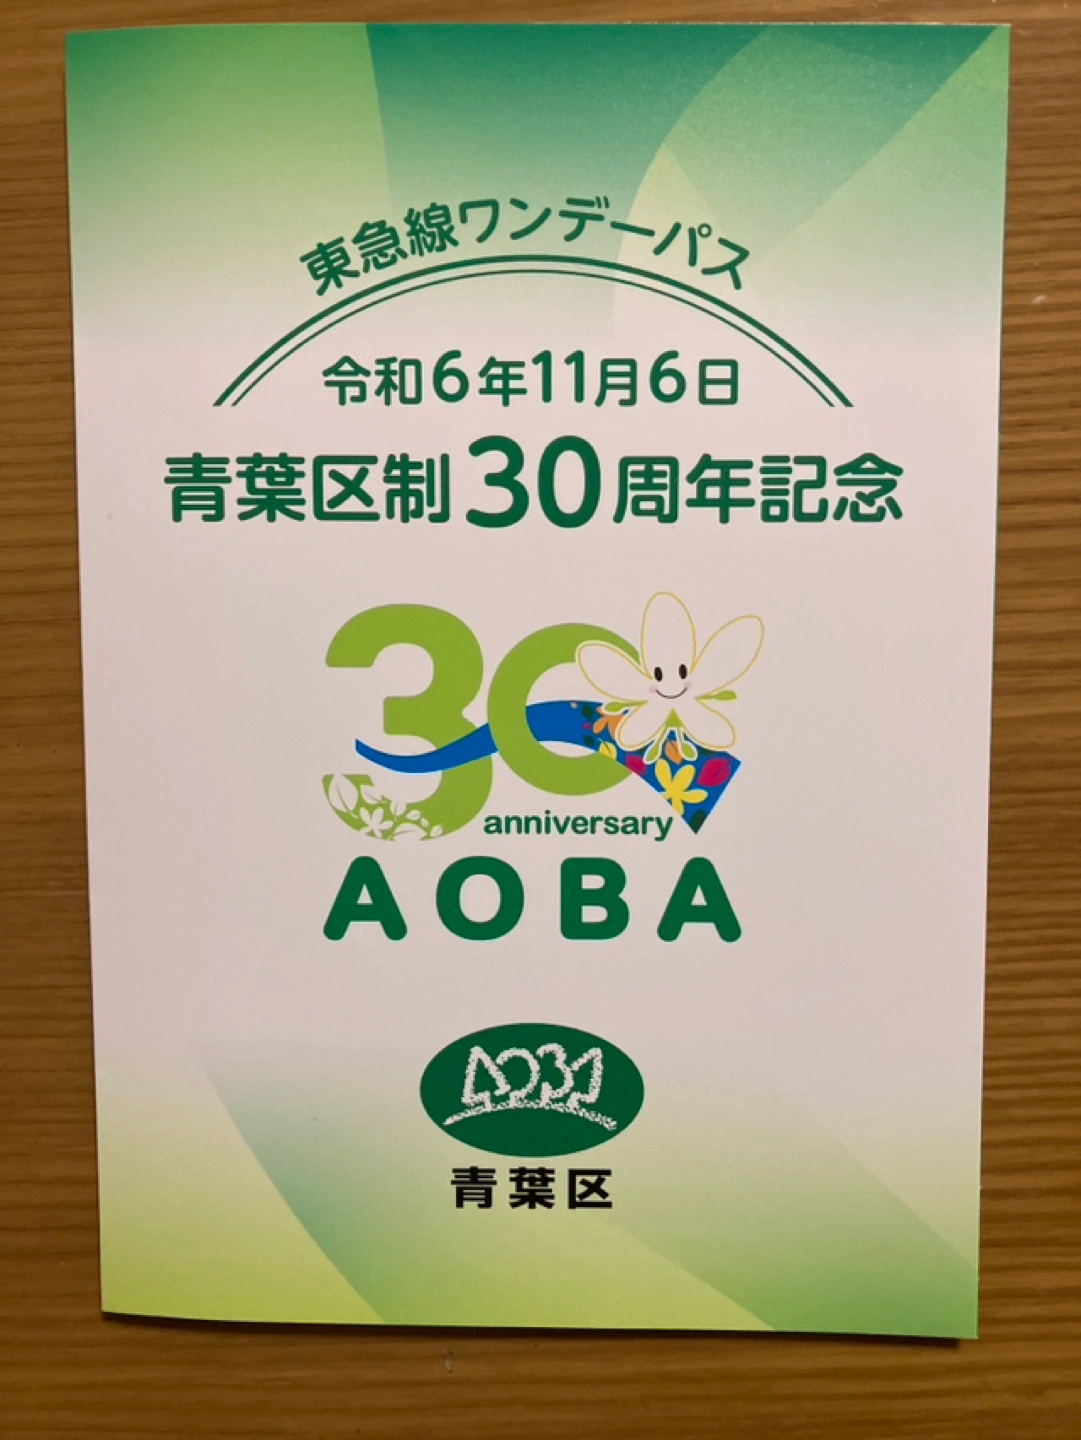 東急線ワンデーパス
令和6年11月6日
青葉区制30周年記念
30
anniversary
AOBA
AOBA
青葉区